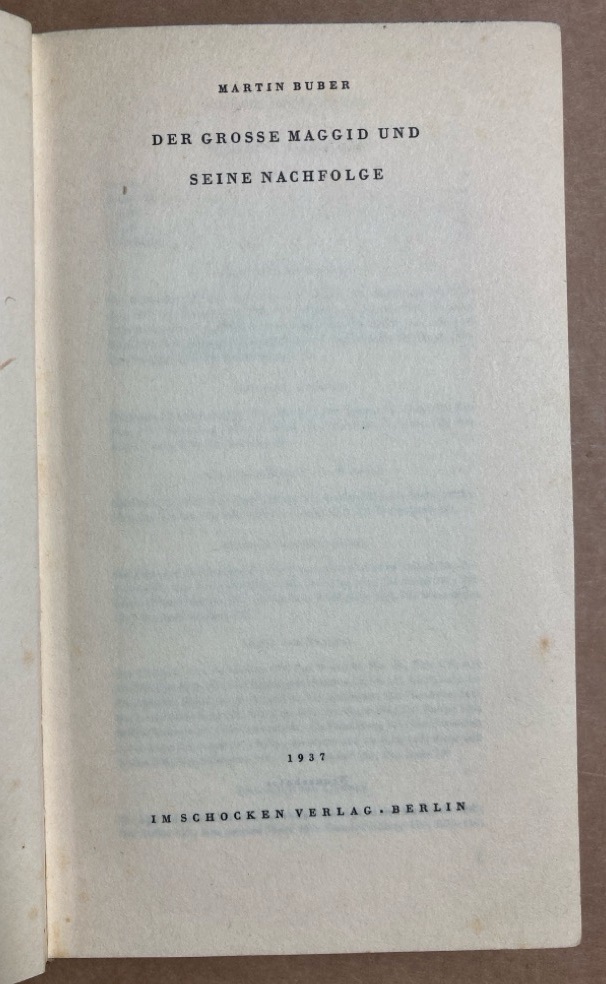 MARTIN BUBER
DER GROSSE MAGGID UND
SEINE NACHFOLGE
1937
IM SCHOCKEN VERLAG . BERLIN